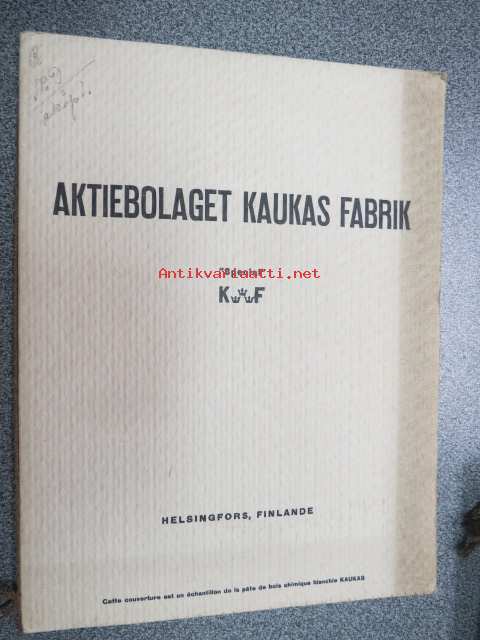 AKTIEBOLAGET KAUKAS FABRIK
"Special"
Antikvariaatti.net
K F
HELSINGFORS, FINLANDE
Cette couverture est un échantillon de la pâte de bois chimique blanchie KAUKAS